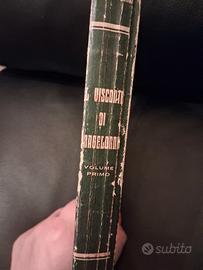 IL VISCONTE
DI
BRAGELONNE
VOLUME
PRIMO
subito